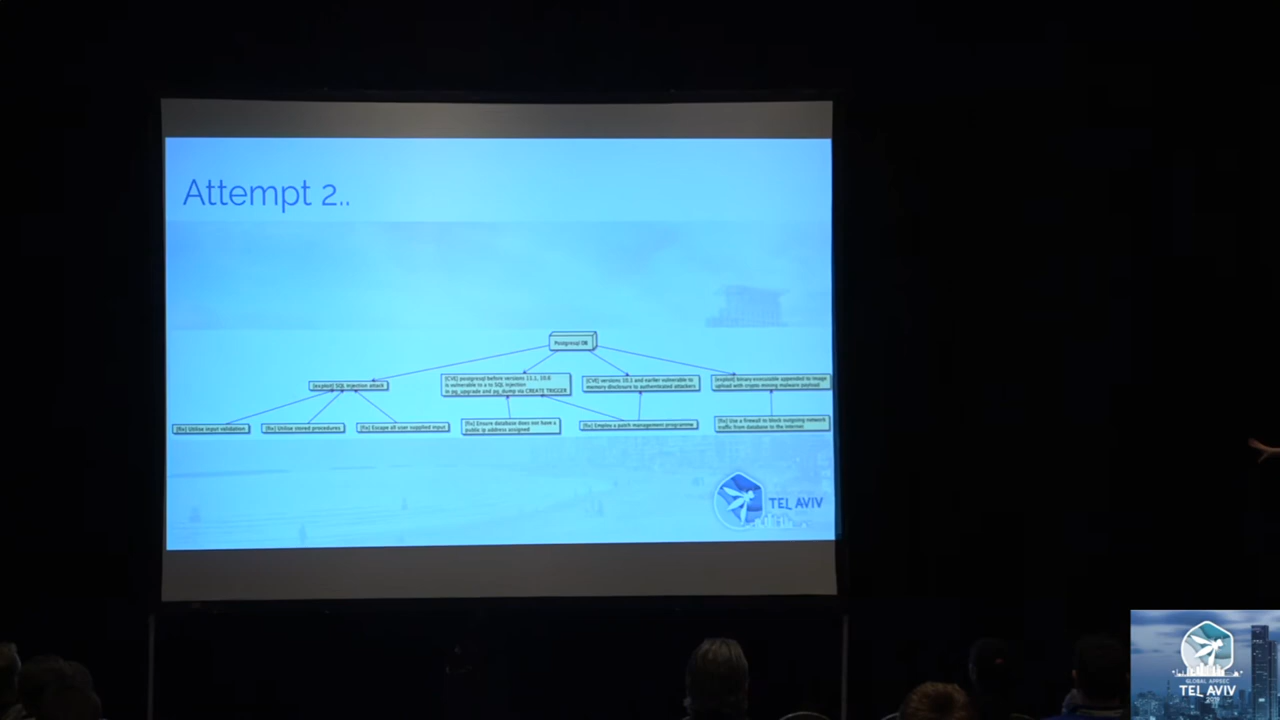 Attempt 2..
Postgresql DB
[exploit] SQL injection attack
[CVE] postgresql before versions 11.1, 10.6
is vulnerable to a to SQL injection
in pg_upgrade and pg_dump via CREATE TRIGGER
[CVE] versions 10.2 and earlier vulnerable to
memory disclosure to authenticated attackers
[exploit] binary executable appended to image
upload with crypto mining malware payload
[fix] Utilise input validation
[fix] Utilise stored procedures
[fix] Escape all user supplied input
[fix] Ensure database does not have a
public ip address assigned
[fix] Employ a patch management programme
[fix] Use a firewall to block outgoing network
traffic from database to the internet
TEL AVIV
GLOBAL APPSEC
TEL AVIV
2019